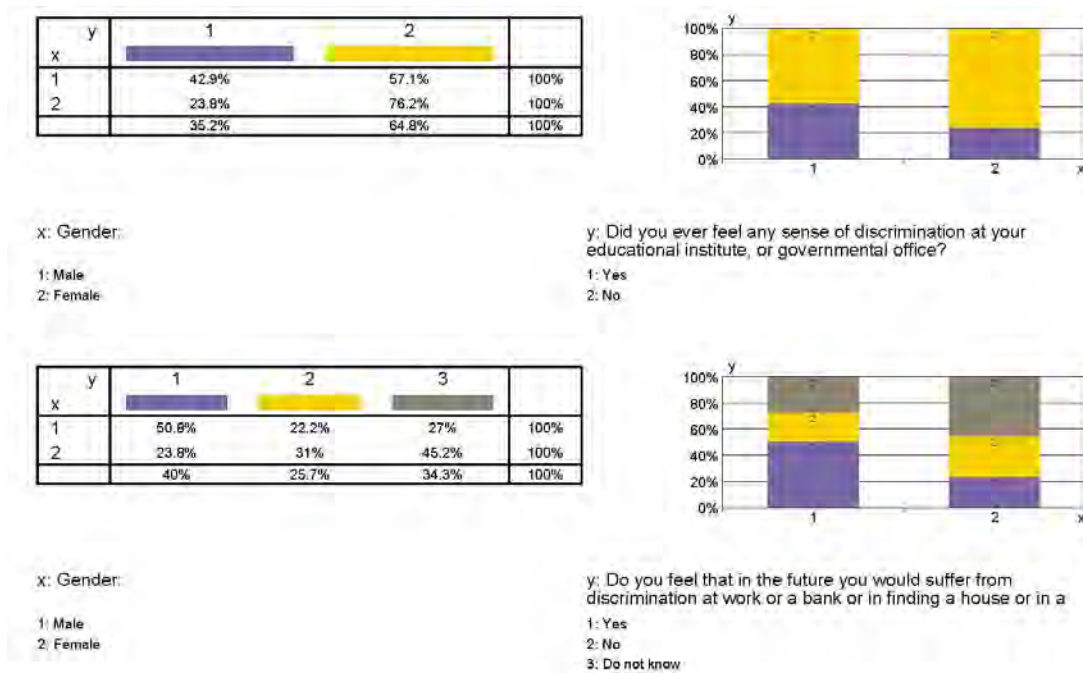 y 1 2
x
1 42.9% 57.1% 100%
2 23.8% 76.2% 100%
35.2% 64.8% 100%
y
100%
80%
60%
40%
20%
0%
1 2 x
x: Gender:
1: Male
2: Female
y: Did you ever feel any sense of discrimination at your
educational institute, or governmental office?
1: Yes
2: No
y 1 2 3
x
1 50.8% 22.2% 27% 100%
2 23.8% 31% 45.2% 100%
40% 25.7% 34.3% 100%
y
100%
80%
60%
40%
20%
0%
1 2 x
x: Gender:
1: Male
2: Female
y: Do you feel that in the future you would suffer from
discrimination at work or a bank or in finding a house or in a
1: Yes
2: No
3: Do not know